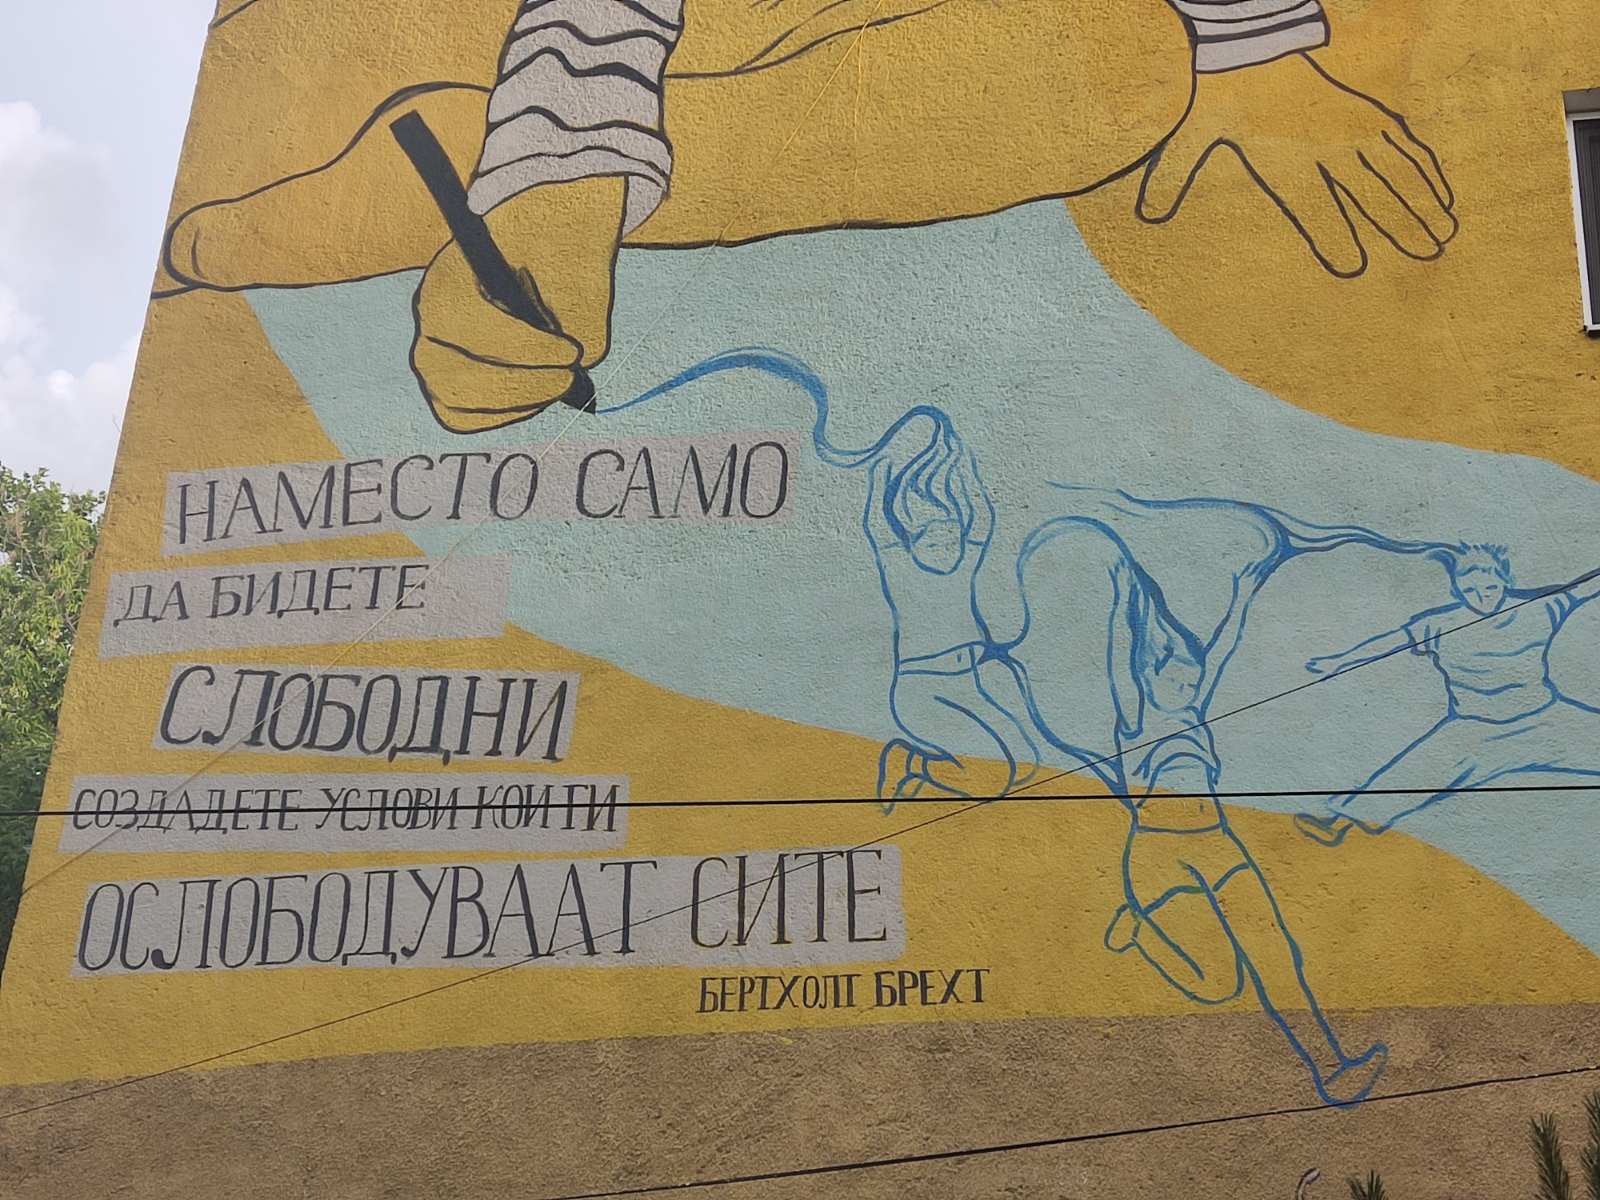 НАМЕСТО САМО
ДА БИДЕТЕ
СЛОБОДНИ
СОЗДАДЕТЕ УСЛОВИ КОИ ГИ
ОСЛОБОДУВААТ СИТЕ
БЕРТХОЛТ БРЕХТ